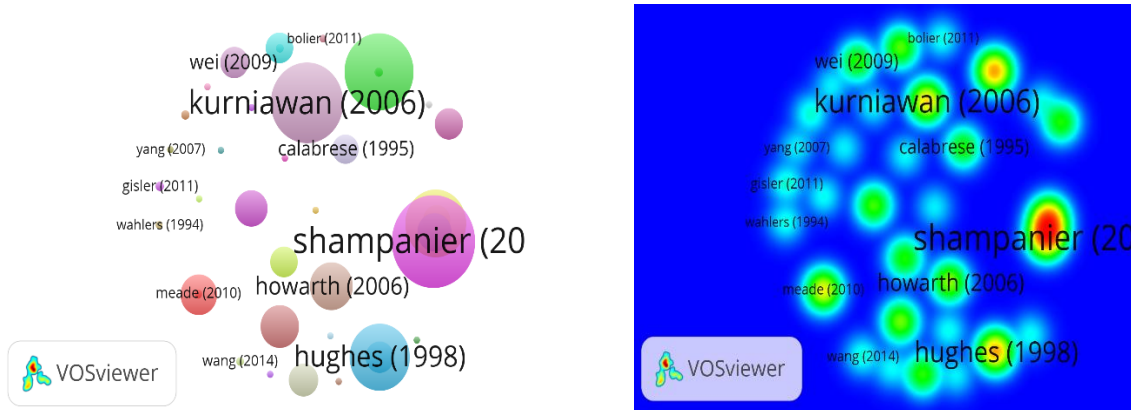 bolier (2011)
wei (2009)
kurniawan (2006)
calabrese (1995)
yang (2007)
gisler (2011)
wahlers (1994)
shampanier (20
howarth (2006)
meade (2010)
hughes (1998)
wang (2014)
VOSviewer
bolier (2011)
wei (2009)
kurniawan (2006)
calabrese (1995)
yang (2007)
gisler (2011)
wahlers (1994)
shampanier (20
howarth (2006)
meade (2010)
hughes (1998)
wang (2014)
VOSviewer